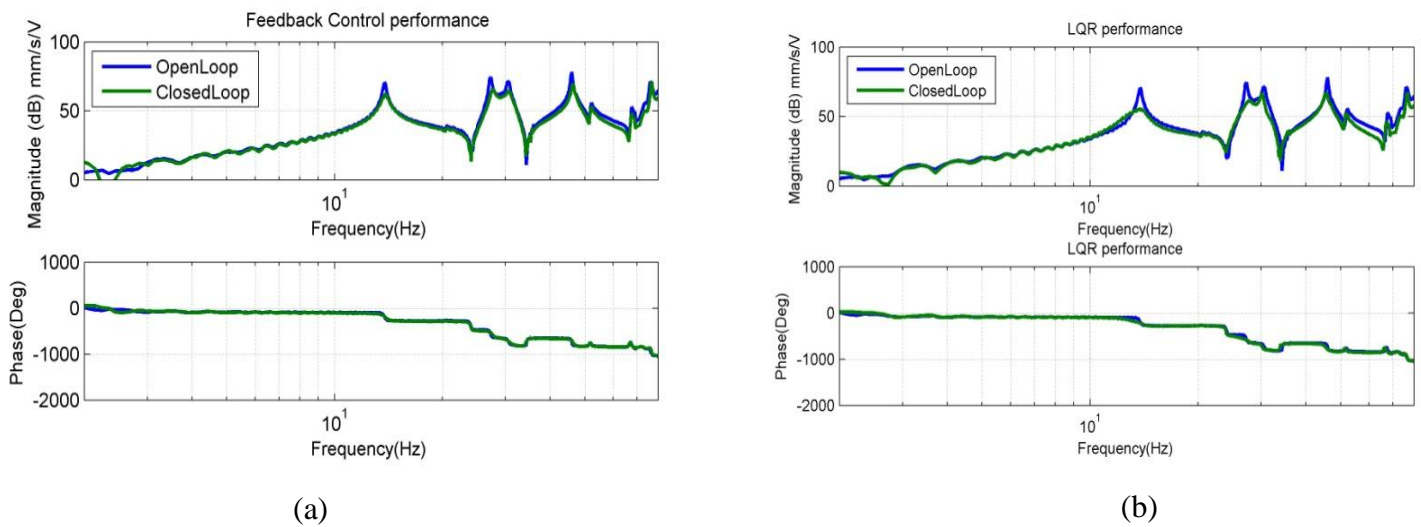 Feedback Control performance
100
50
0
Magnitude (dB) mm/s/V
OpenLoop
ClosedLoop
10^1
Frequency(Hz)
1000
0
-1000
-2000
Phase(Deg)
10^1
Frequency(Hz)
(a)
LQR performance
100
50
0
Magnitude (dB) mm/s/V
OpenLoop
ClosedLoop
10^1
Frequency(Hz)
LQR performance
1000
0
-1000
-2000
Phase(Deg)
10^1
Frequency(Hz)
(b)